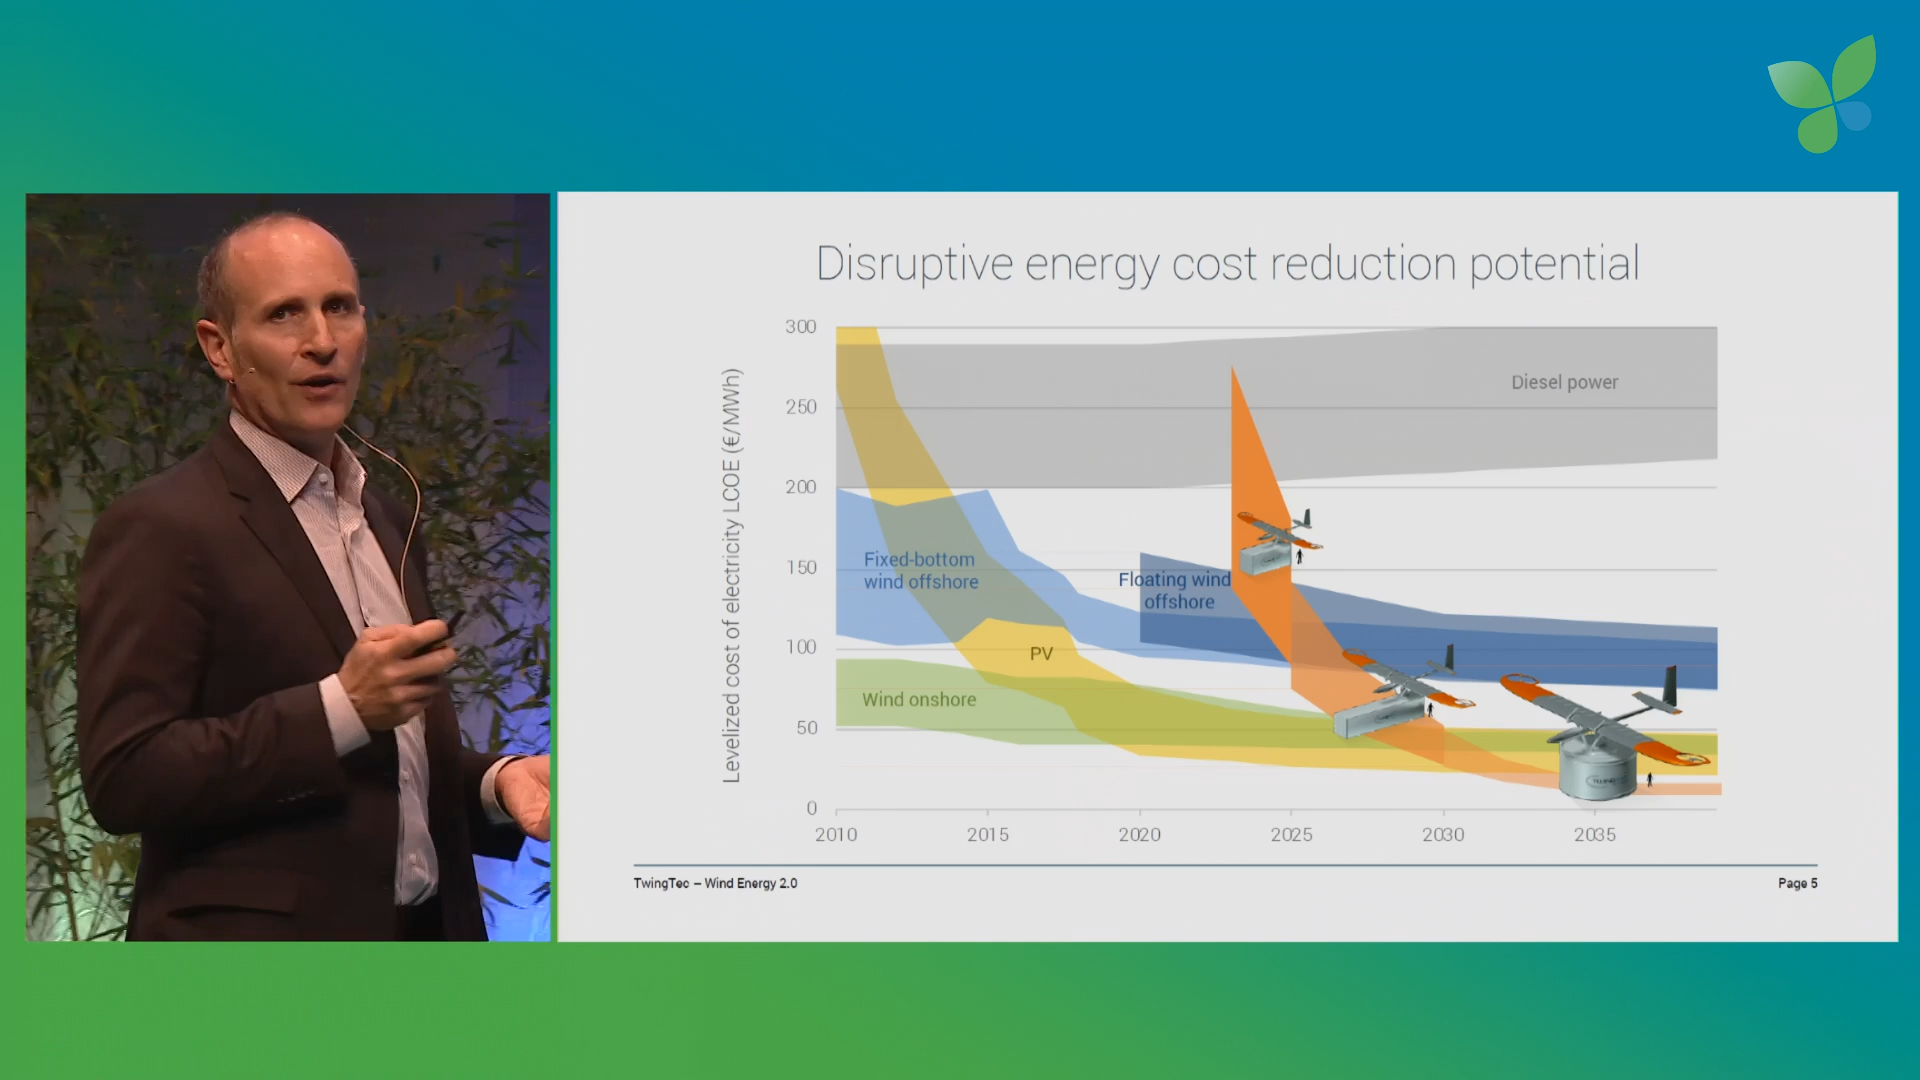 Disruptive energy cost reduction potential
Levelized cost of electricity LCOE (€/MWh)
300
250
200
150
100
50
0
Diesel power
Fixed-bottom
wind offshore
Floating wind
offshore
PV
Wind onshore
2010
2015
2020
2025
2030
2035
TwingTec – Wind Energy 2.0
Page 5